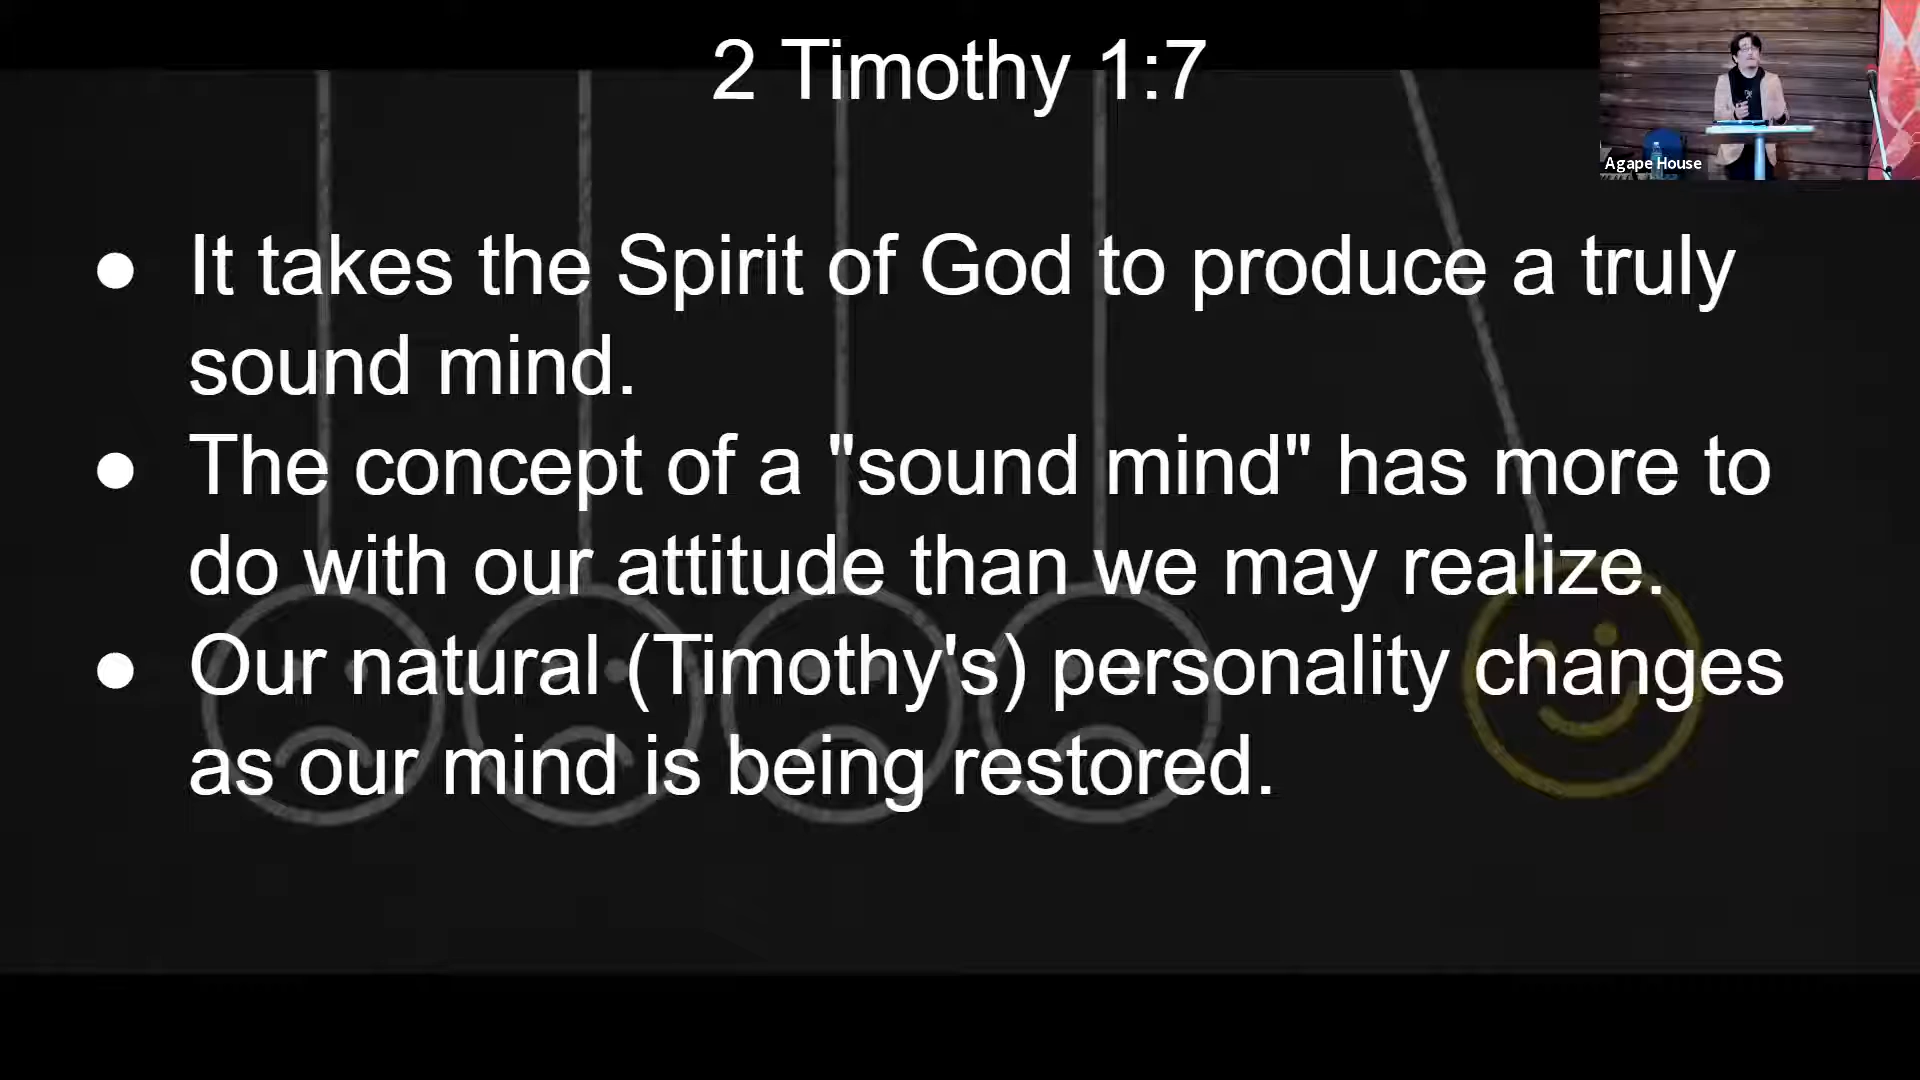 2 Timothy 1:7
Agape House
● It takes the Spirit of God to produce a truly
sound mind.
● The concept of a "sound mind" has more to
do with our attitude than we may realize.
● Our natural (Timothy's) personality changes
as our mind is being restored.